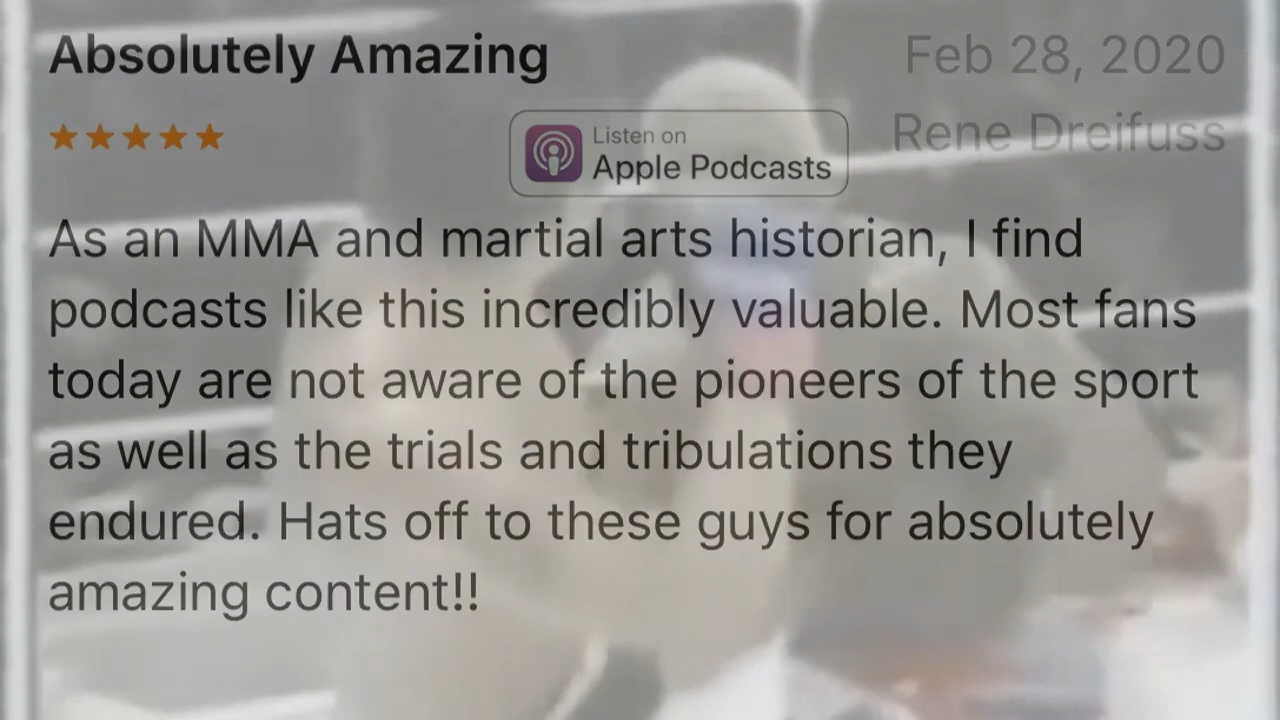 Absolutely Amazing
Feb 28, 2020
★★★★★
Listen on
Apple Podcasts
Rene Dreifuss
As an MMA and martial arts historian, I find
podcasts like this incredibly valuable. Most fans
today are not aware of the pioneers of the sport
as well as the trials and tribulations they
endured. Hats off to these guys for absolutely
amazing content!!